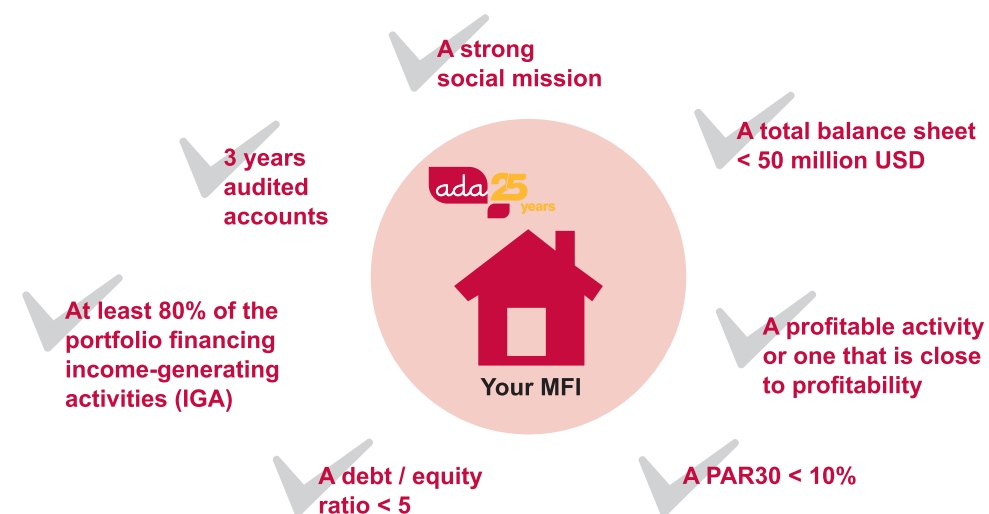 A strong
social mission
A total balance sheet
< 50 million USD
3 years
audited
accounts
ada 25
years
At least 80% of the
portfolio financing
income-generating
activities (IGA)
A profitable activity
or one that is close
to profitability
Your MFI
A debt / equity
ratio < 5
A PAR30 < 10%